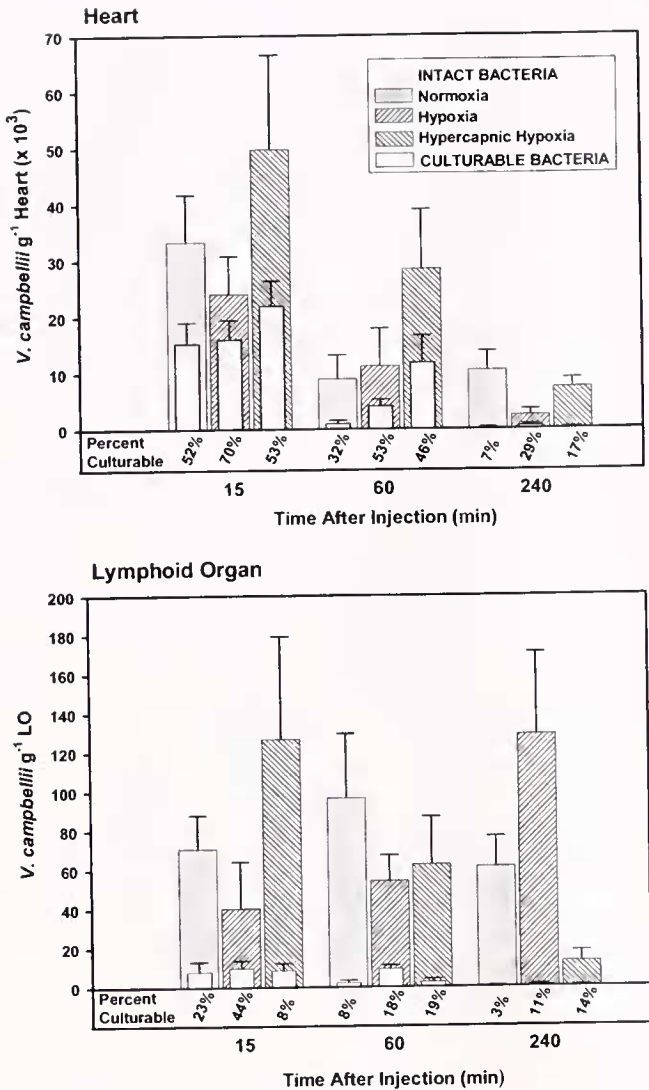 Heart
70
60
50
40
30
20
10
0
V. campbellii g-1 Heart (x 10³)
INTACT BACTERIA
Normoxia
Hypoxia
Hypercapnic Hypoxia
CULTURABLE BACTERIA
Percent
Culturable
52% 70% 53% 32% 53% 46% 7% 29% 17%
15 60 240
Time After Injection (min)
Lymphoid Organ
200
180
160
140
120
100
80
60
40
20
0
V. campbellii g-1 LO
Percent
Culturable
23% 44% 8% 8% 18% 19% 3% 11% 14%
15 60 240
Time After Injection (min)